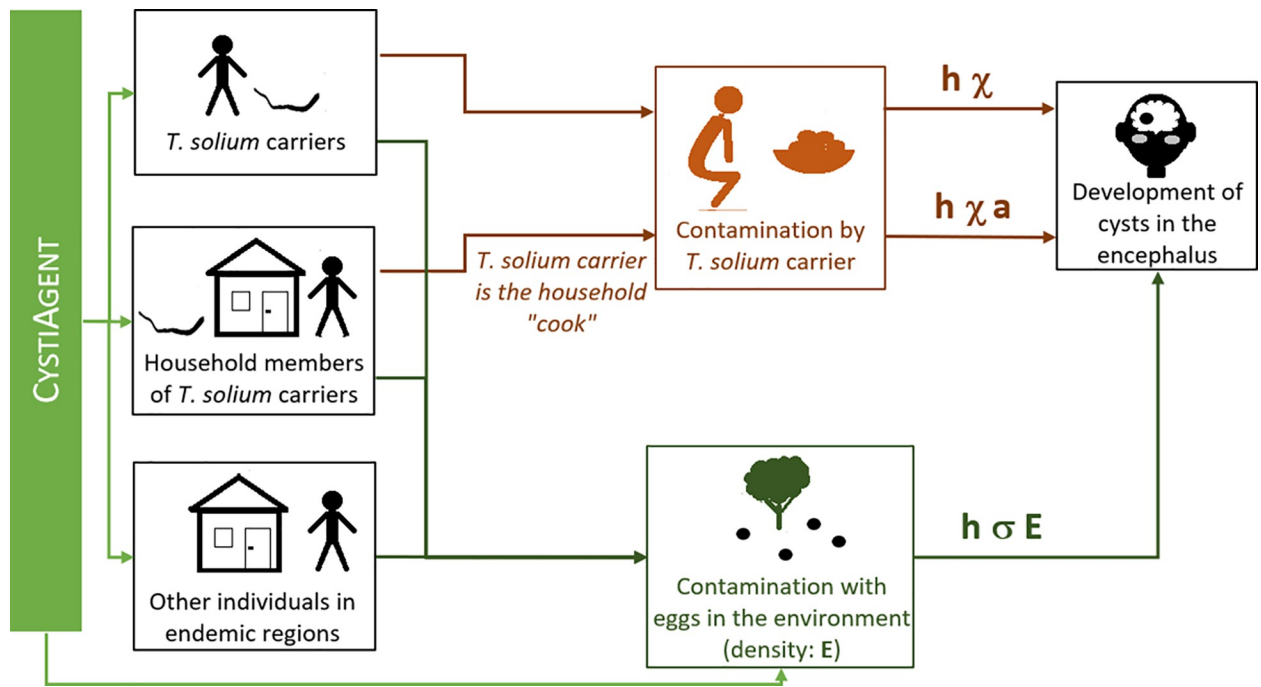 CYSTIAGENT
T. solium carriers
Household members
of T. solium carriers
Other individuals in
endemic regions
T. solium carrier
is the household
"cook"
Contamination by
T. solium carrier
h χ
h χ a
Development of
cysts in the
encephalus
Contamination with
eggs in the environment
(density: E)
h σ E